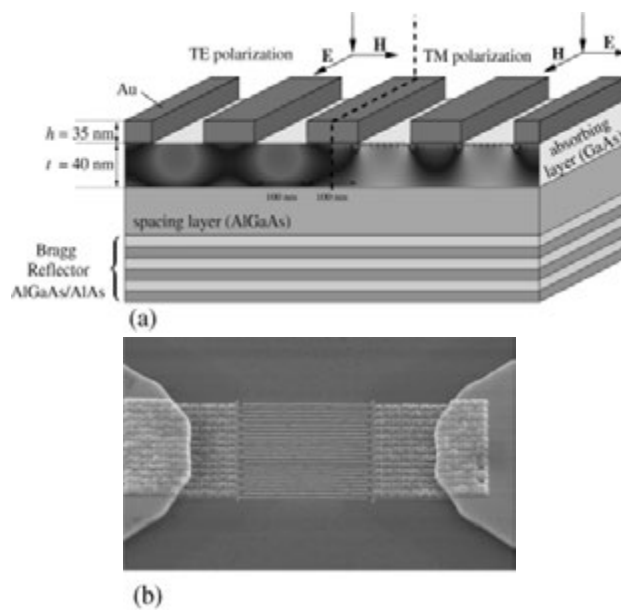 (a)
TE polarization
E
H
TM polarization
H
E
Au
h = 35 nm
t = 40 nm
absorbing
layer (GaAs)
100 nm
100 nm
spacing layer (AlGaAs)
Bragg
Reflector
AlGaAs/AlAs
(a)
(b)